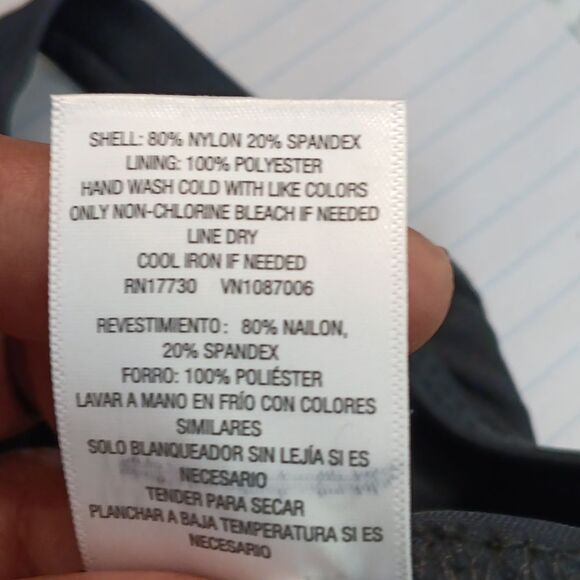 SHELL: 80% NYLON 20% SPANDEX
LINING: 100% POLYESTER
HAND WASH COLD WITH LIKE COLORS
ONLY NON-CHLORINE BLEACH IF NEEDED
LINE DRY
COOL IRON IF NEEDED
RN17730 VN1087006
REVESTIMIENTO: 80% NAILON,
20% SPANDEX
FORRO: 100% POLIÉSTER
LAVAR A MANO EN FRÍO CON COLORES
SIMILARES
SOLO BLANQUEADOR SIN LEJÍA SI ES
NECESARIO
TENDER PARA SECAR
PLANCHAR A BAJA TEMPERATURA SI ES
NECESARIO